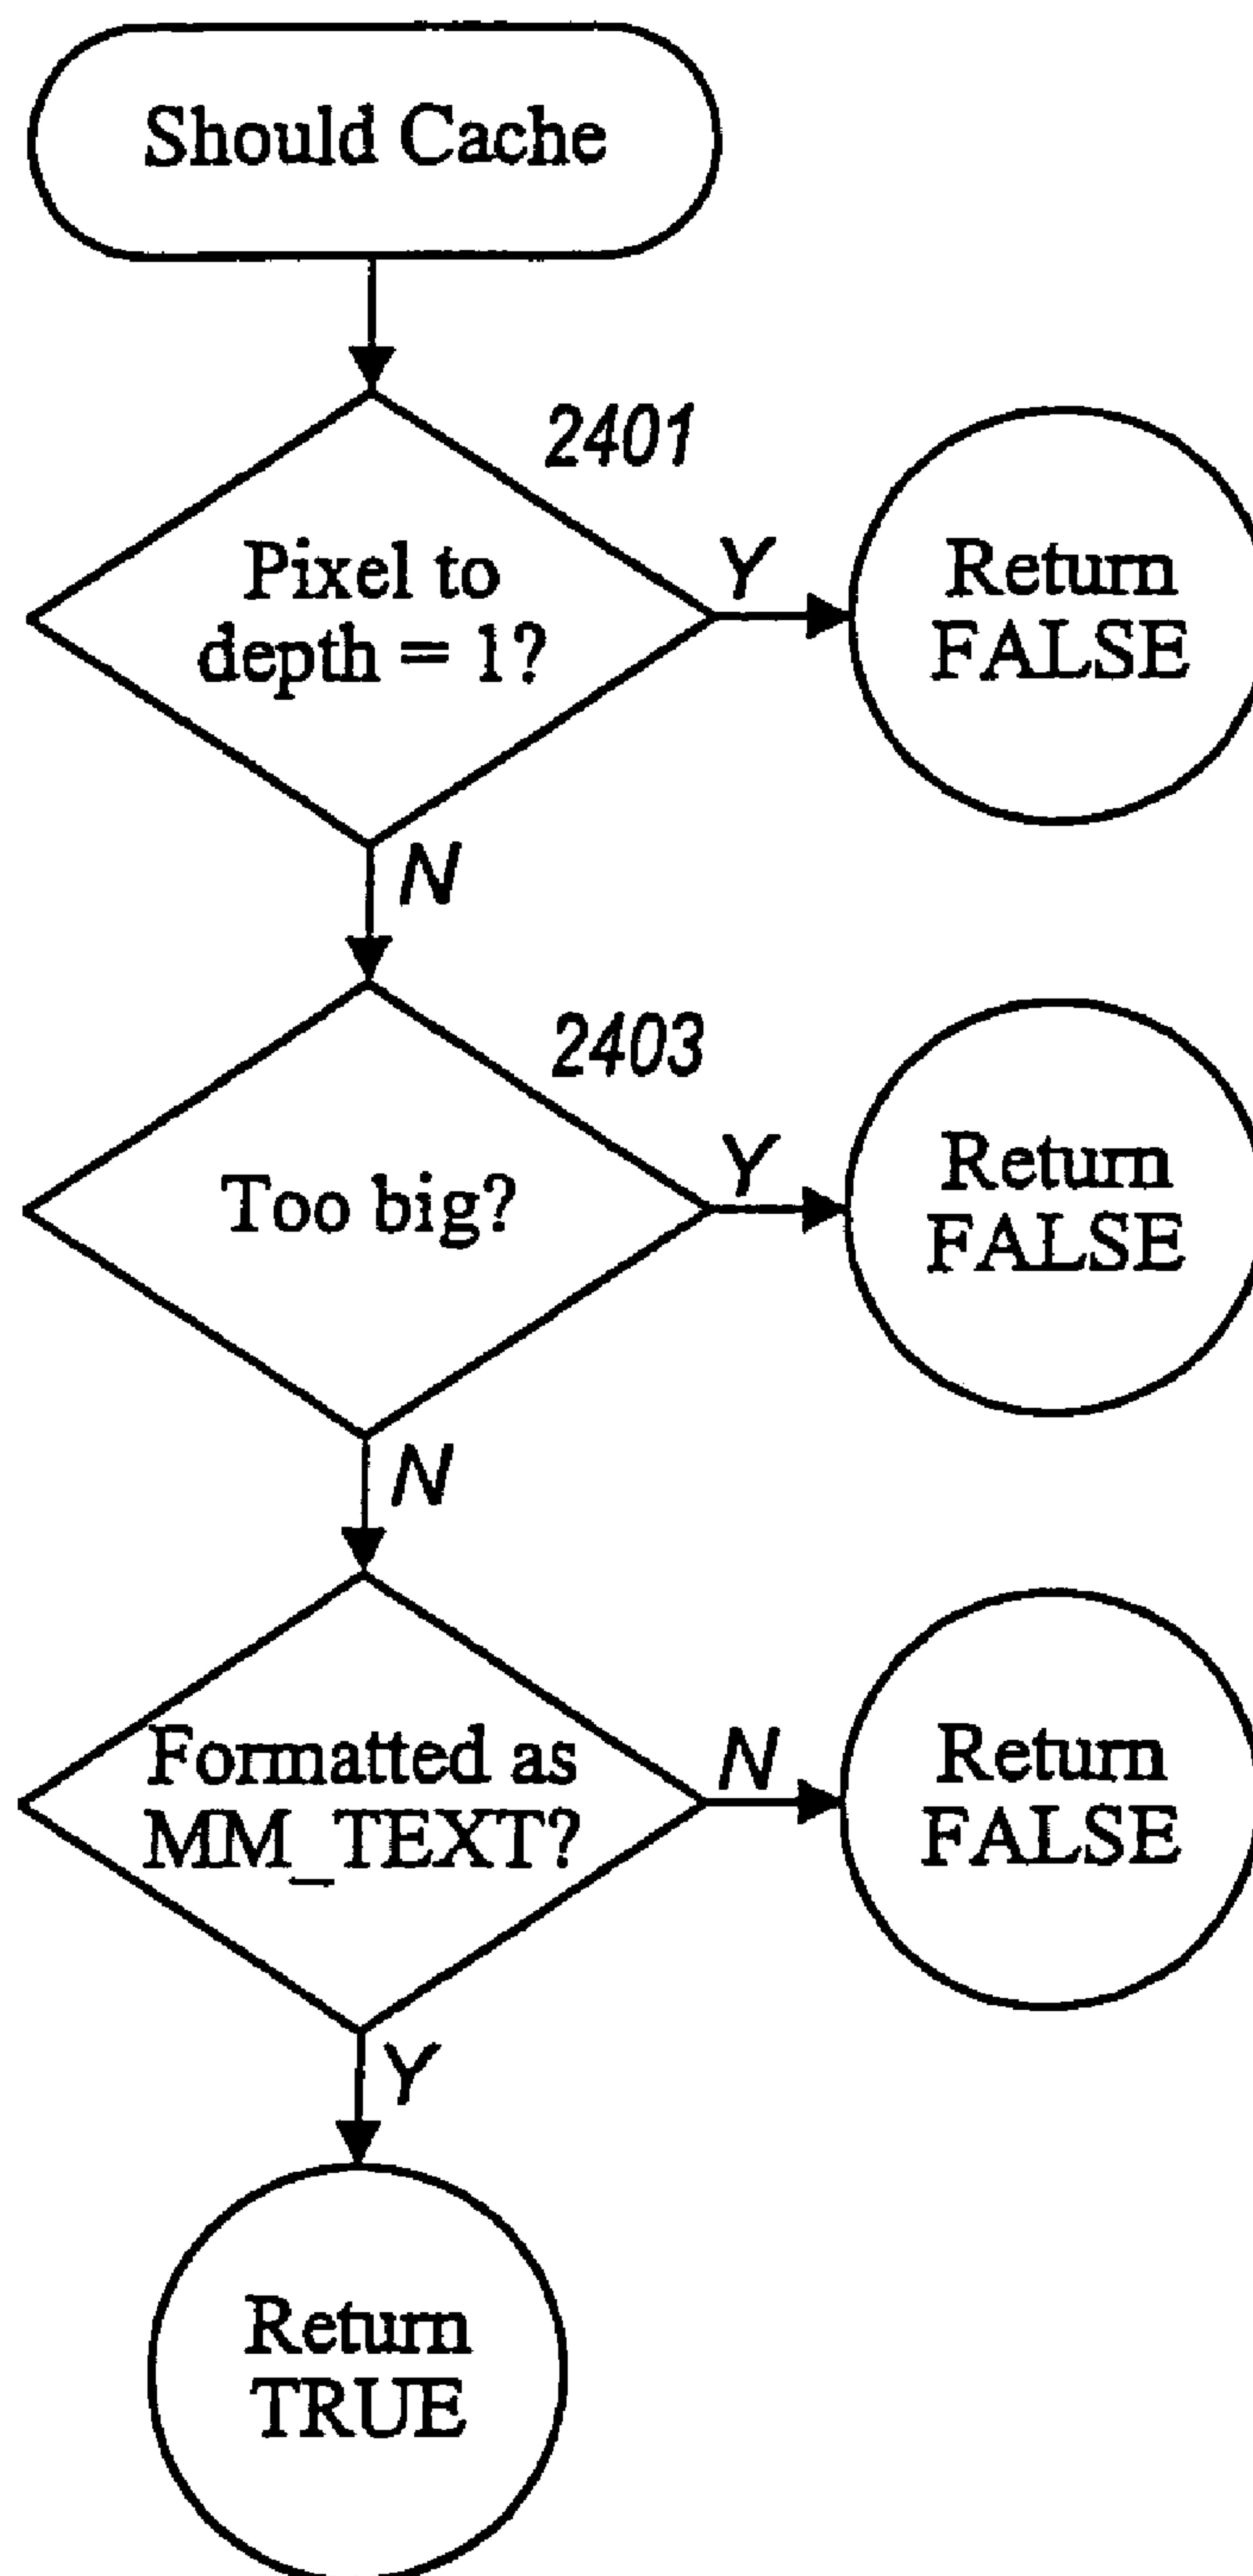 Should Cache
2401
Pixel to
depth = 1?
Y
Return
FALSE
N
2403
Too big?
Y
Return
FALSE
N
Formatted as
MM_TEXT?
N
Return
FALSE
Y
Return
TRUE